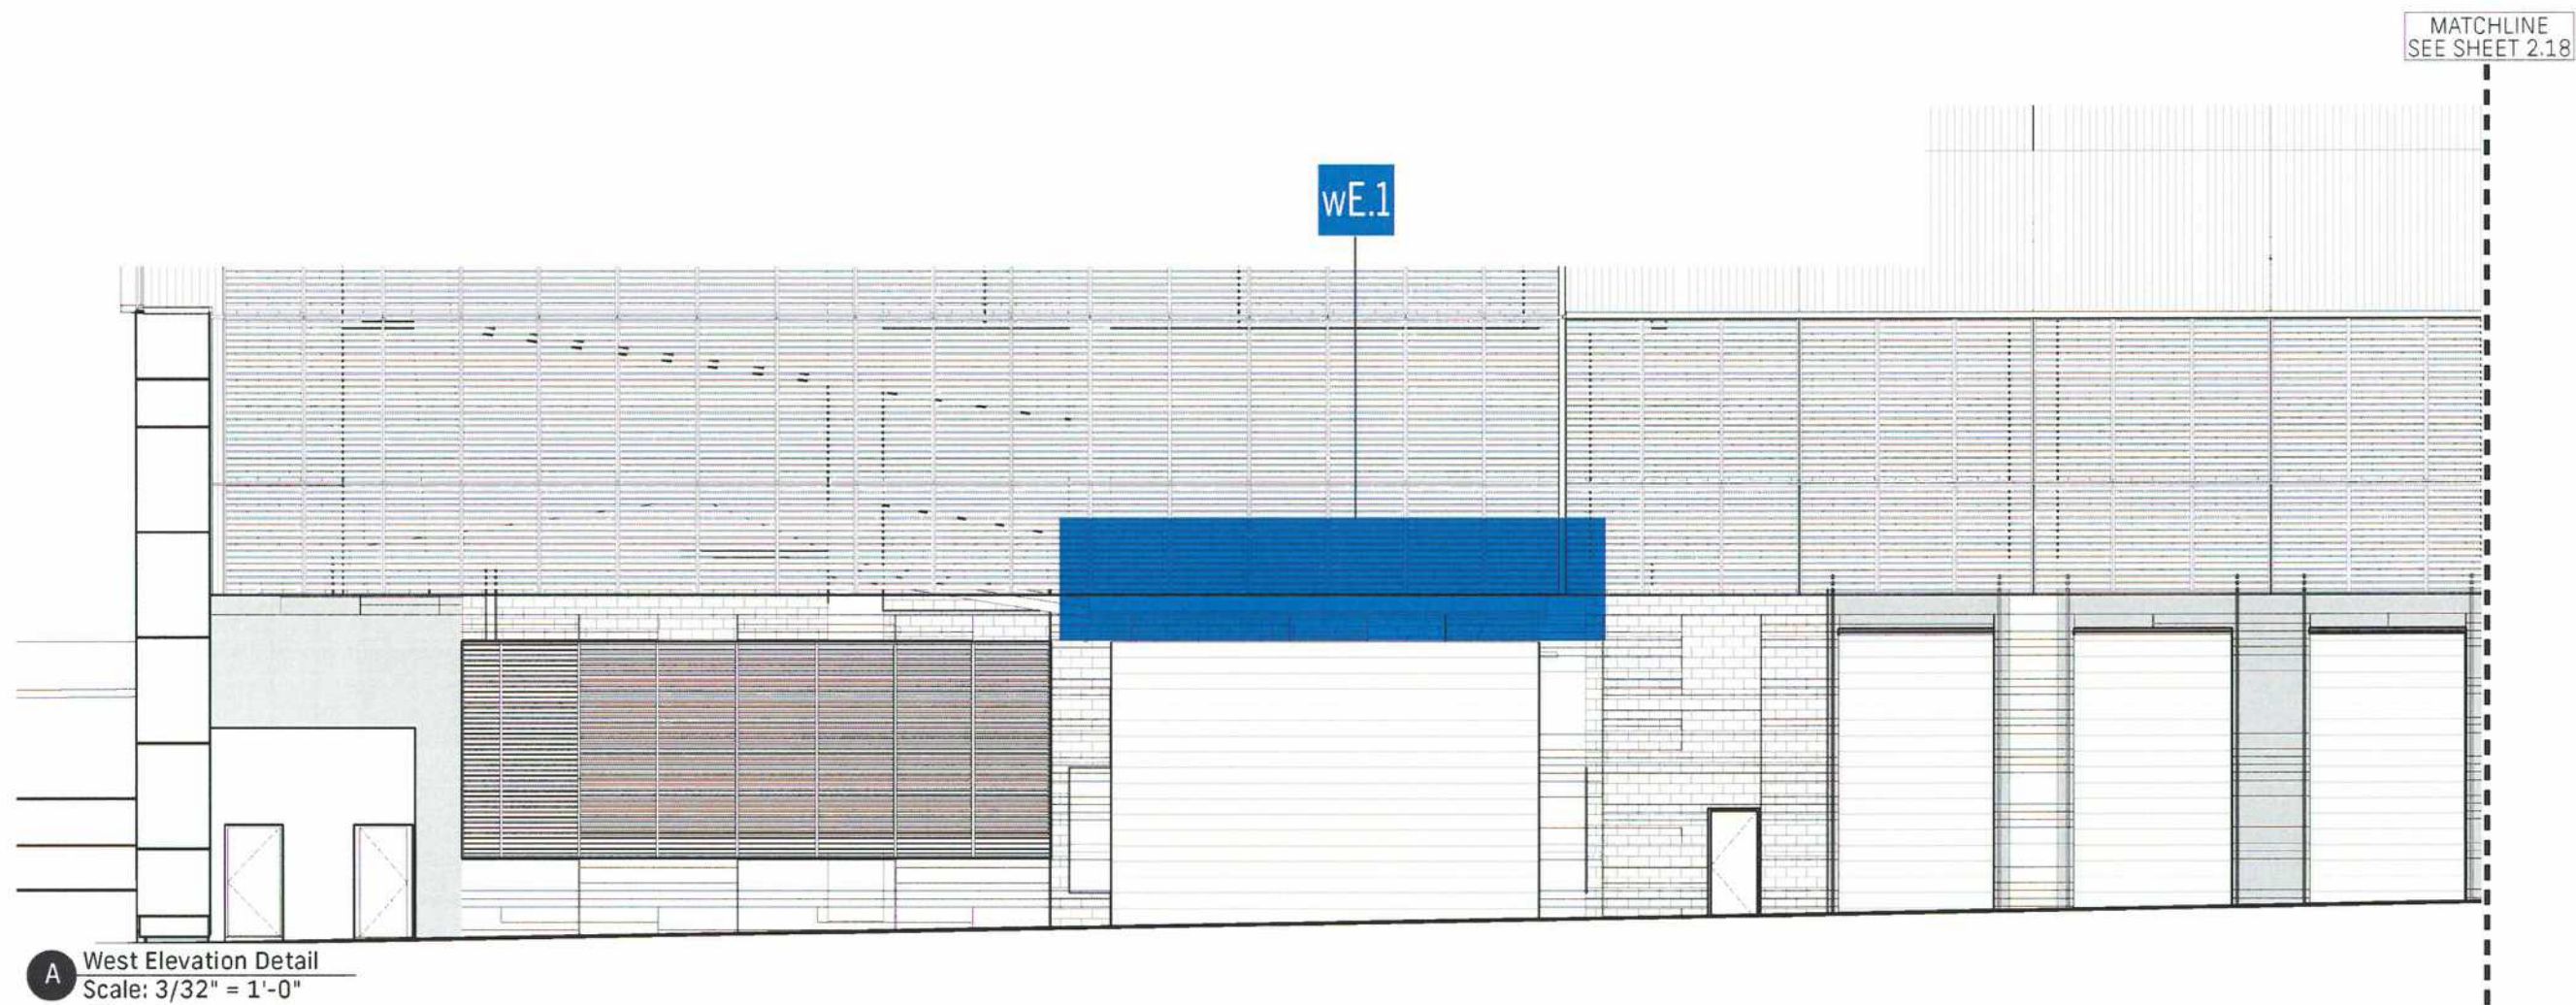 MATCHLINE
SEE SHEET 2.18
wE.1
A
West Elevation Detail
Scale: 3/32" = 1'-0"